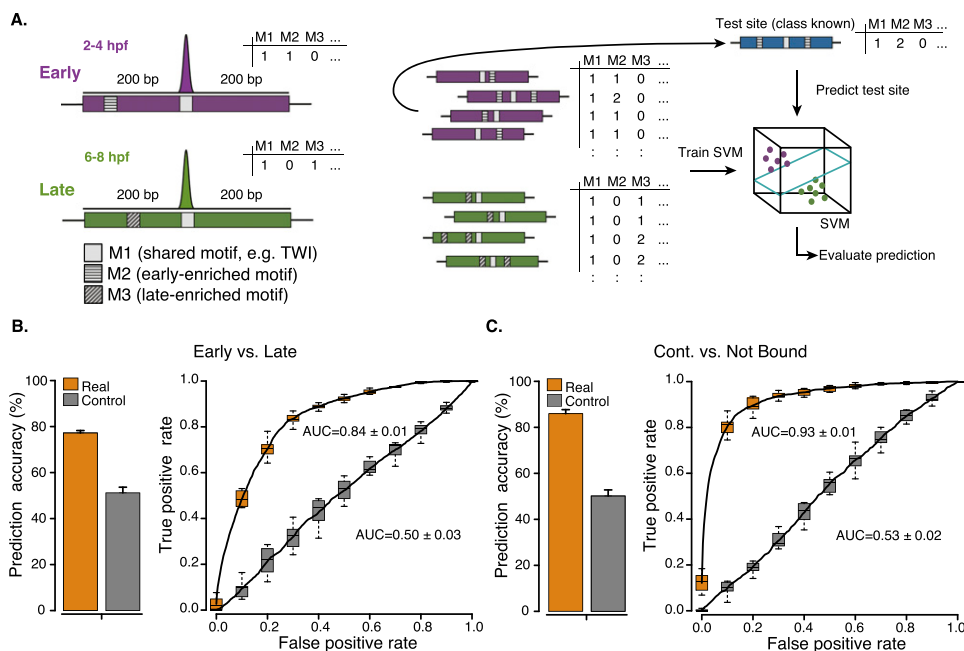 A.
2-4 hpf
Early
M1 M2 M3 ...
1 1 0 ...
200 bp 200 bp
6-8 hpf
Late
M1 M2 M3 ...
1 0 1 ...
200 bp 200 bp
M1 (shared motif, e.g. TWI)
M2 (early-enriched motif)
M3 (late-enriched motif)
M1 M2 M3 ...
1 1 0 ...
1 2 0 ...
1 1 0 ...
1 1 0 ...
: : :
M1 M2 M3 ...
1 0 1 ...
1 0 1 ...
1 0 2 ...
1 0 2 ...
: : :
Test site (class known)
M1 M2 M3 ...
1 2 0 ...
Predict test site
Train SVM
SVM
Evaluate prediction
B.
Early vs. Late
Real
Control
Prediction accuracy (%)
100
80
60
40
20
0
True positive rate
1.0
0.8
0.6
0.4
0.2
0.0
AUC=0.84 ± 0.01
AUC=0.50 ± 0.03
0.0 0.2 0.4 0.6 0.8 1.0
False positive rate
C.
Cont. vs. Not Bound
Real
Control
Prediction accuracy (%)
100
80
60
40
20
0
True positive rate
1.0
0.8
0.6
0.4
0.2
0.0
AUC=0.93 ± 0.01
AUC=0.53 ± 0.02
0.0 0.2 0.4 0.6 0.8 1.0
False positive rate